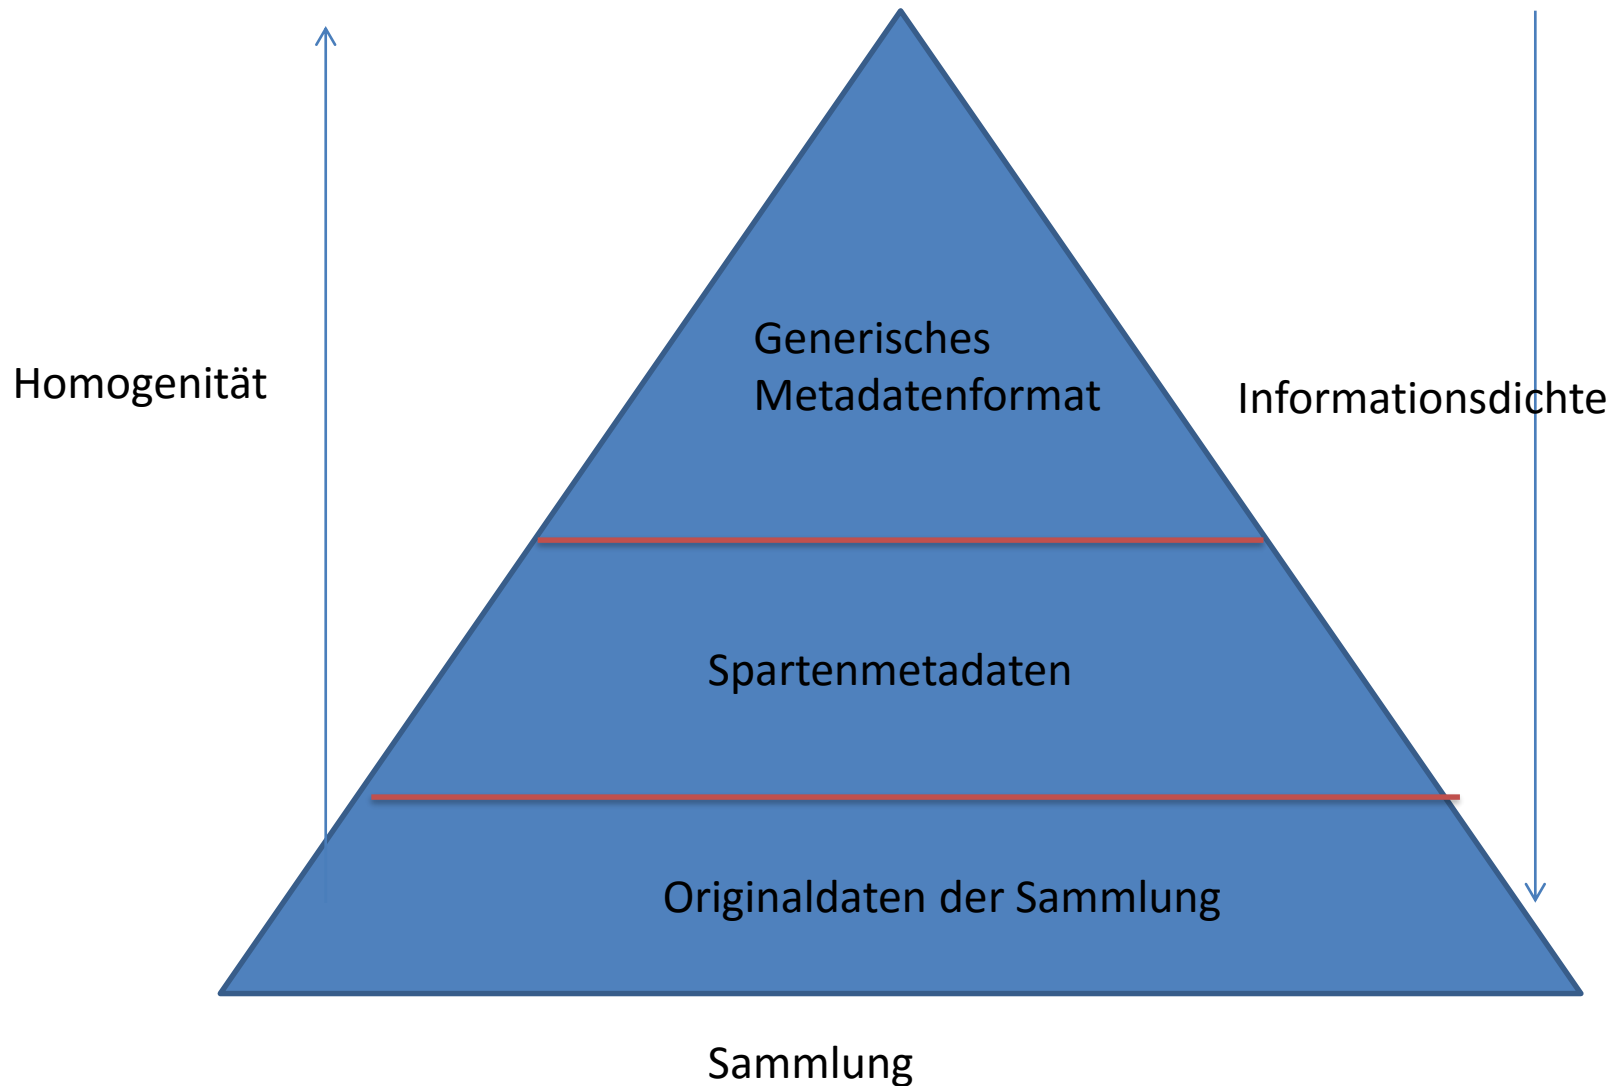 Generisches
Metadatenformat
Homogenität
Informationsdichte
Spartenmetadaten
Originaldaten der Sammlung
Sammlung